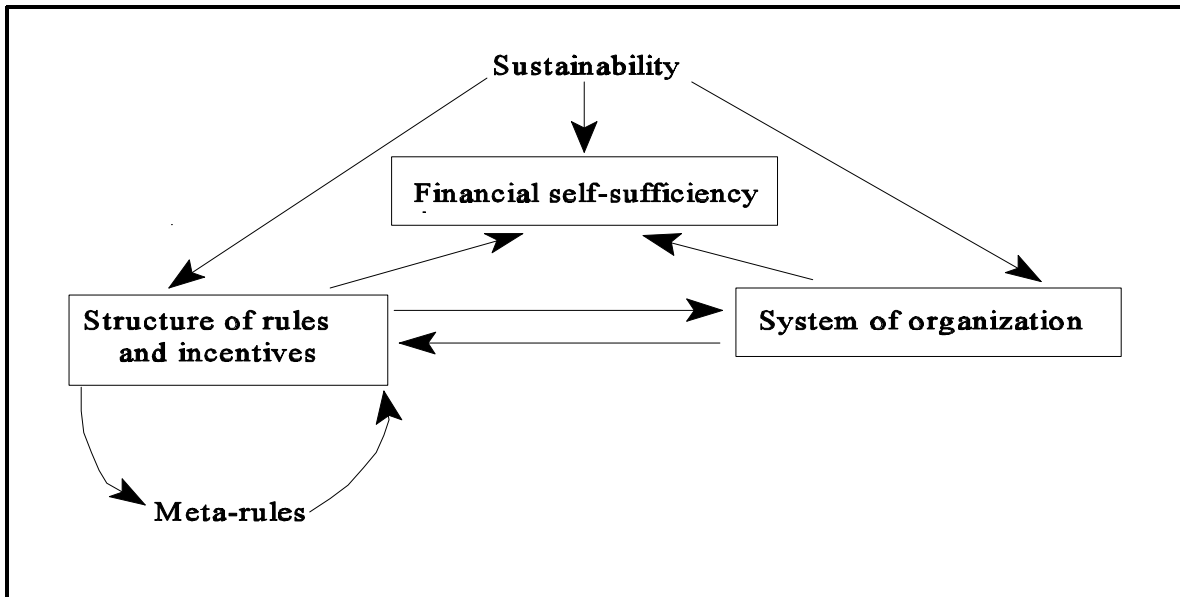 Sustainability
Financial self-sufficiency
Structure of rules
and incentives
System of organization
Meta-rules